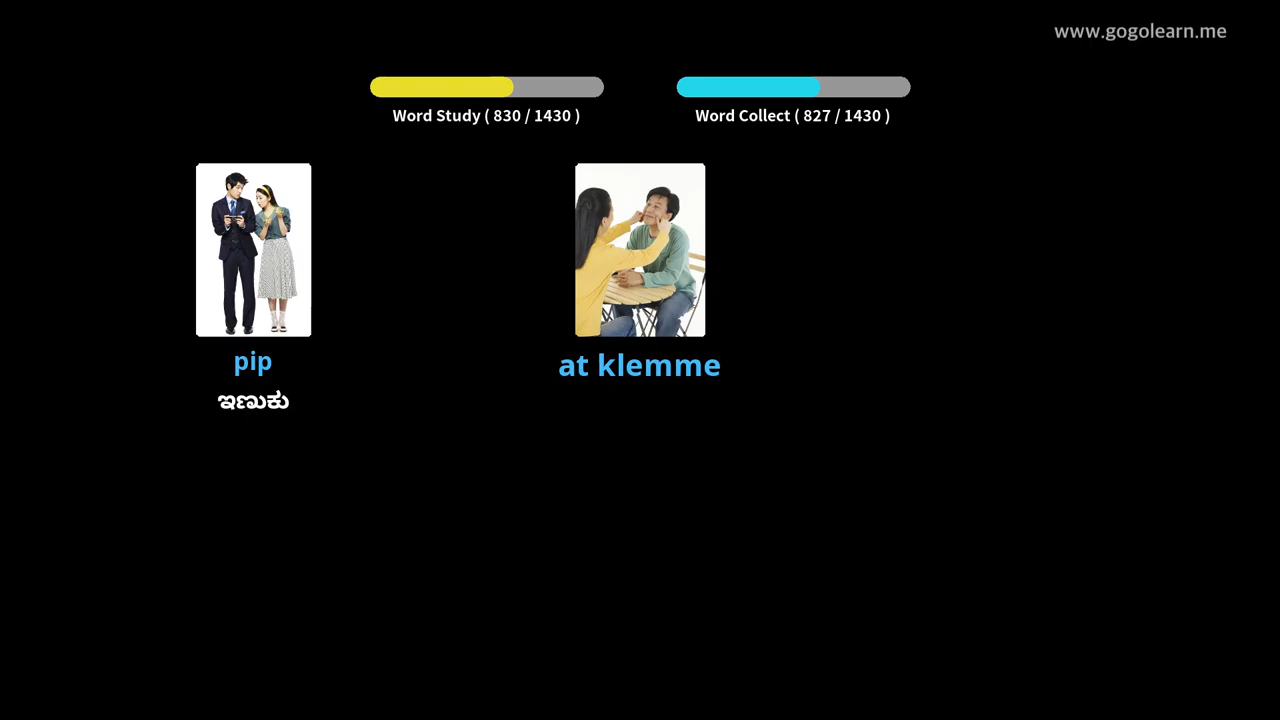 www.gogolearn.me
Word Study ( 830 / 1430 )
Word Collect ( 827 / 1430 )
pip
at klemme
ಇಣುಕು